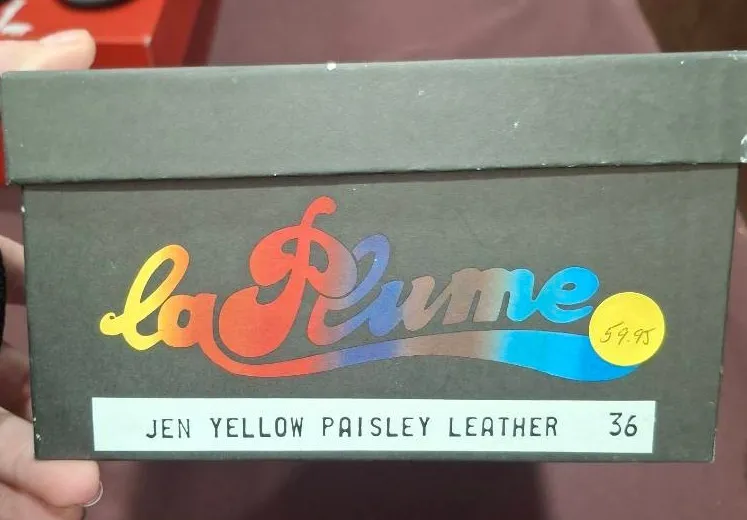 la Plume
59.95
JEN YELLOW PAISLEY LEATHER 36